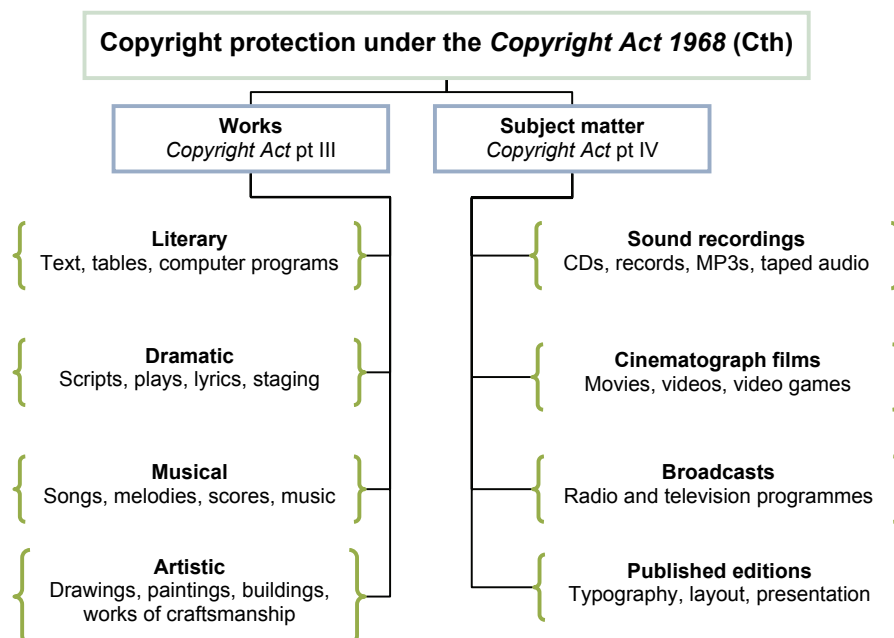 Copyright protection under the Copyright Act 1968 (Cth)
Works
Copyright Act pt III
Subject matter
Copyright Act pt IV
Literary
Text, tables, computer programs
Dramatic
Scripts, plays, lyrics, staging
Musical
Songs, melodies, scores, music
Artistic
Drawings, paintings, buildings,
works of craftsmanship
Sound recordings
CDs, records, MP3s, taped audio
Cinematograph films
Movies, videos, video games
Broadcasts
Radio and television programmes
Published editions
Typography, layout, presentation